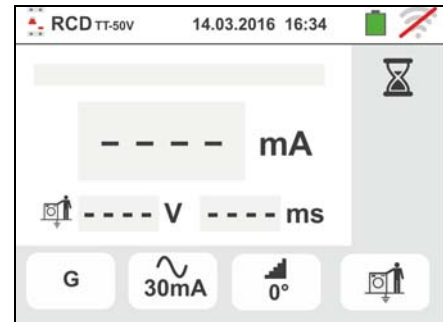 RCD TT-50V 14.03.2016 16:34
- - - - mA
- - - - V - - - - ms
G 30mA 0°